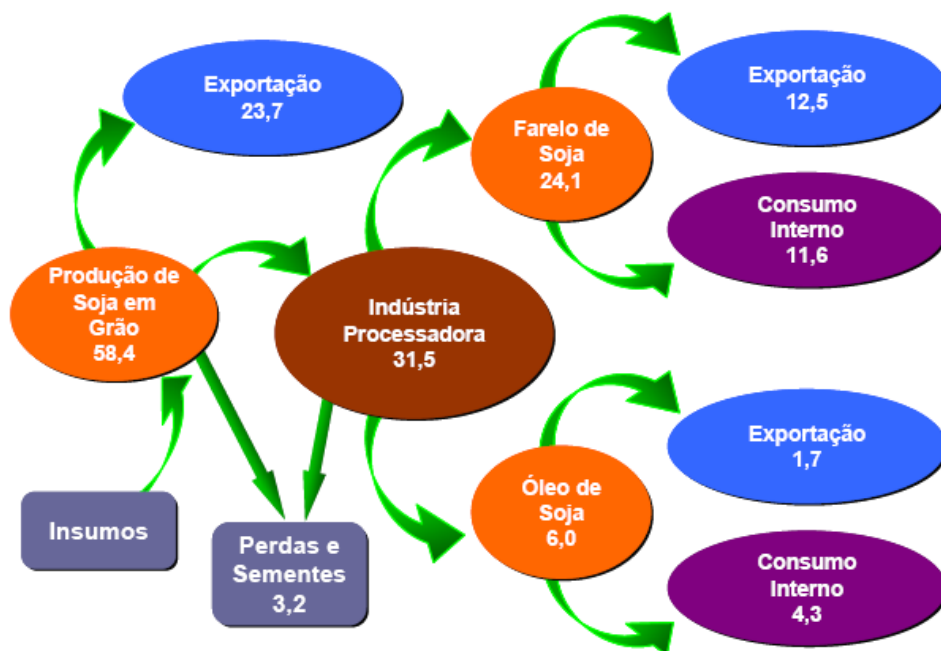 Exportação
23,7
Produção de
Soja em
Grão
58,4
Insumos
Perdas e
Sementes
3,2
Indústria
Processadora
31,5
Farelo de
Soja
24,1
Exportação
12,5
Consumo
Interno
11,6
Óleo de
Soja
6,0
Exportação
1,7
Consumo
Interno
4,3